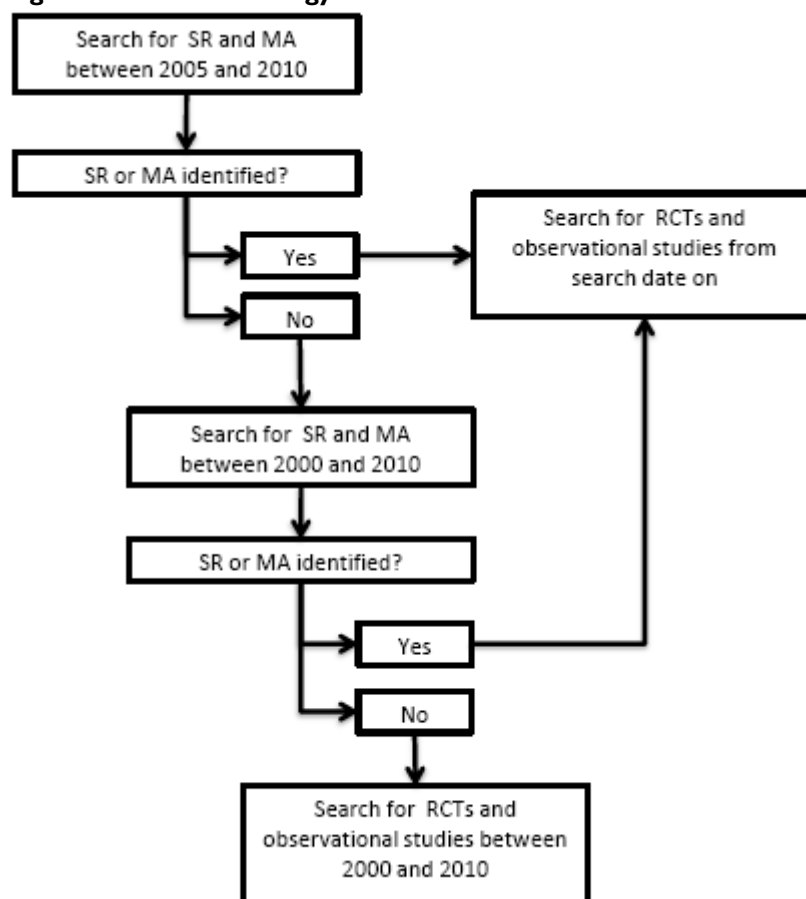 Search for SR and MA
between 2005 and 2010
SR or MA identified?
Yes
No
Search for RCTs and
observational studies from
search date on
Search for SR and MA
between 2000 and 2010
SR or MA identified?
Yes
No
Search for RCTs and
observational studies between
2000 and 2010